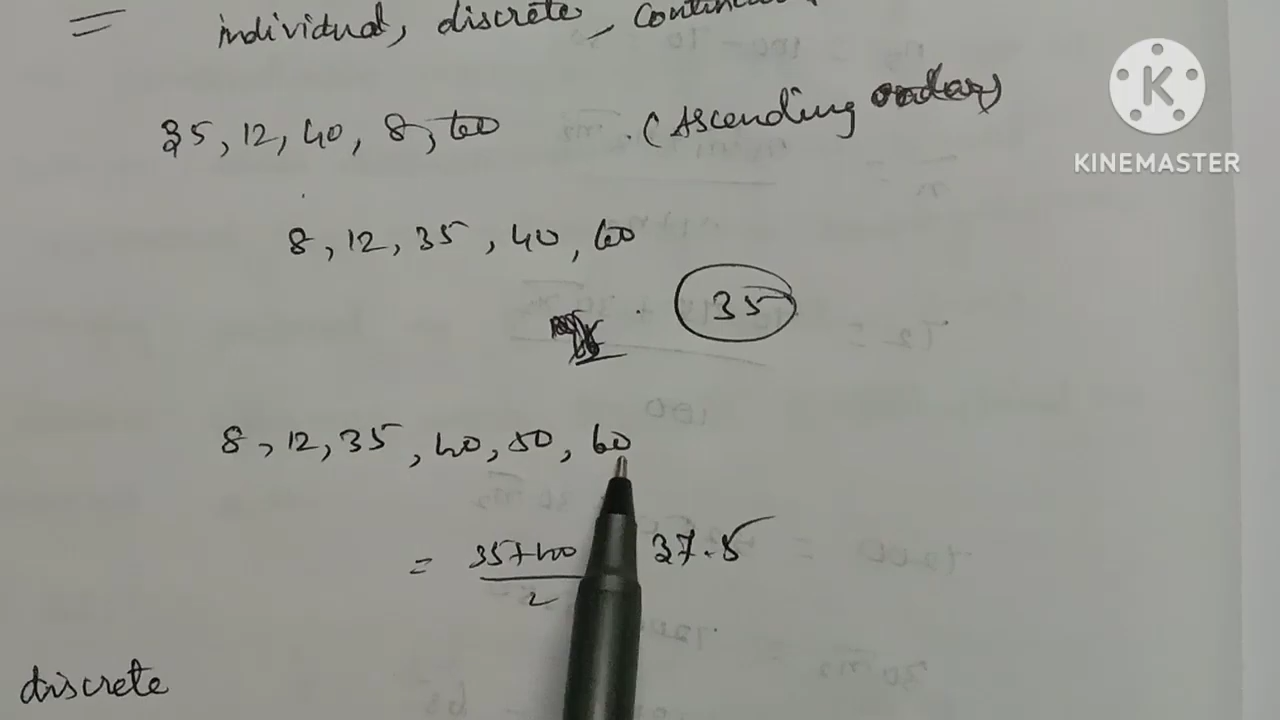 = individual, discrete,
35, 12, 40, 8, 60 (Ascending order)
KINEMASTER
8, 12, 35, 40, 60
35
8, 12, 35, 40, 50, 60
= 35+40 37.5
2
discrete